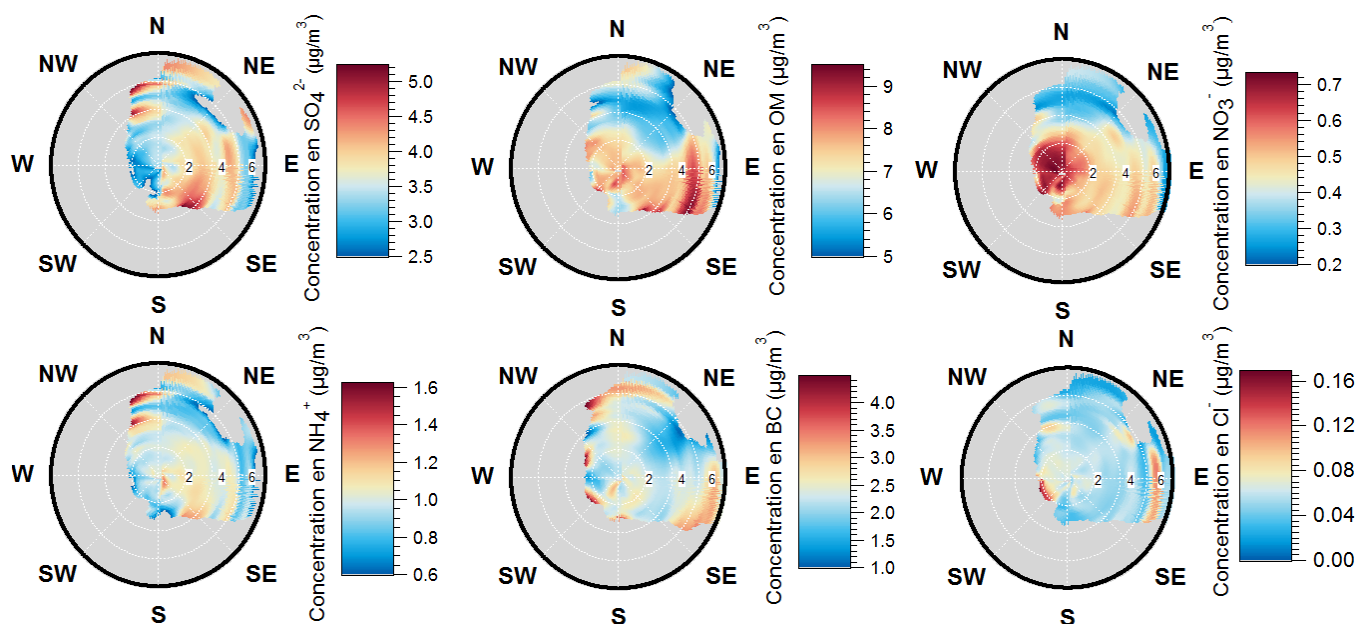 N
NW
NE
W
2
4
6
E
SW
SE
S
Concentration en SO₄²⁻ (µg/m³)
5.0
4.5
4.0
3.5
3.0
2.5
N
NW
NE
W
2
4
6
E
SW
SE
S
Concentration en OM (µg/m³)
9
8
7
6
5
N
NW
NE
W
2
4
6
E
SW
SE
S
Concentration en NO₃⁻ (µg/m³)
0.7
0.6
0.5
0.4
0.3
0.2
N
NW
NE
W
2
4
6
E
SW
SE
S
Concentration en NH₄⁺ (µg/m³)
1.6
1.4
1.2
1.0
0.8
0.6
N
NW
NE
W
2
4
6
E
SW
SE
S
Concentration en BC (µg/m³)
4.0
3.5
3.0
2.5
2.0
1.5
1.0
N
NW
NE
W
2
4
6
E
SW
SE
S
Concentration en Cl⁻ (µg/m³)
0.16
0.12
0.08
0.04
0.00